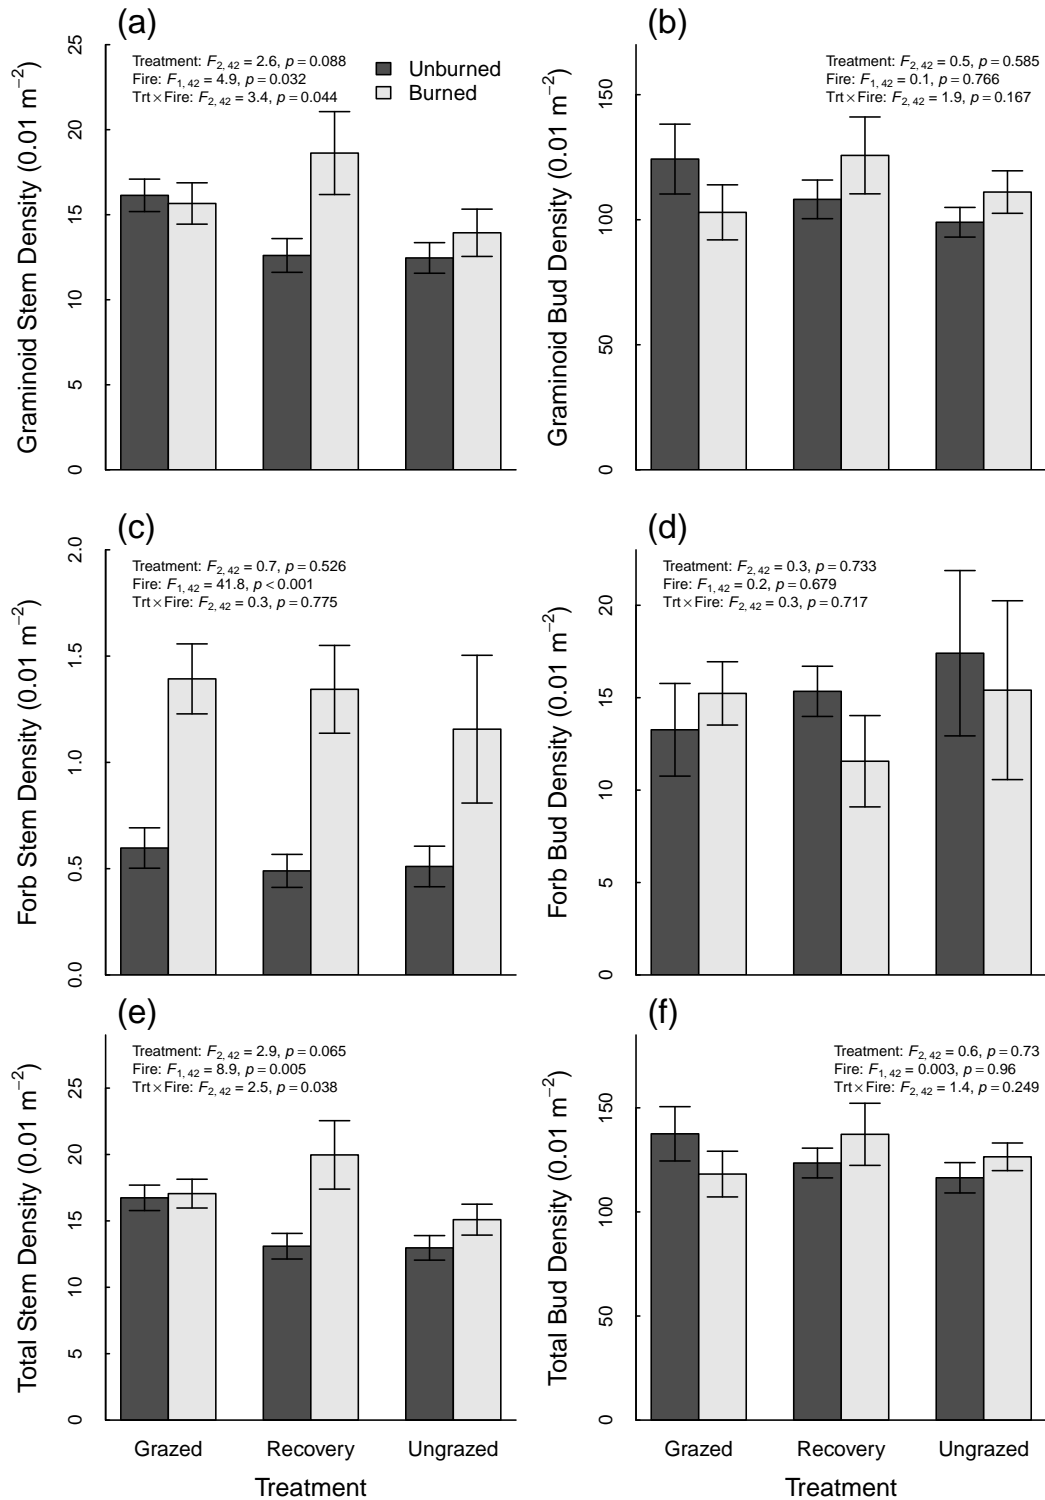 (a)
Treatment: F2, 42 = 2.6, p = 0.088
Fire: F1, 42 = 4.9, p = 0.032
Trt×Fire: F2, 42 = 3.4, p = 0.044
Unburned
Burned
Graminoid Stem Density (0.01 m−2)
0
5
10
15
20
25
(b)
Treatment: F2, 42 = 0.5, p = 0.585
Fire: F1, 42 = 0.1, p = 0.766
Trt×Fire: F2, 42 = 1.9, p = 0.167
Graminoid Bud Density (0.01 m−2)
0
50
100
150
(c)
Treatment: F2, 42 = 0.7, p = 0.526
Fire: F1, 42 = 41.8, p < 0.001
Trt×Fire: F2, 42 = 0.3, p = 0.775
Forb Stem Density (0.01 m−2)
0.0
0.5
1.0
1.5
2.0
(d)
Treatment: F2, 42 = 0.3, p = 0.733
Fire: F1, 42 = 0.2, p = 0.679
Trt×Fire: F2, 42 = 0.3, p = 0.717
Forb Bud Density (0.01 m−2)
0
5
10
15
20
(e)
Treatment: F2, 42 = 2.9, p = 0.065
Fire: F1, 42 = 8.9, p = 0.005
Trt×Fire: F2, 42 = 2.5, p = 0.038
Total Stem Density (0.01 m−2)
0
5
10
15
20
25
Grazed Recovery Ungrazed
Treatment
(f)
Treatment: F2, 42 = 0.6, p = 0.73
Fire: F1, 42 = 0.003, p = 0.96
Trt×Fire: F2, 42 = 1.4, p = 0.249
Total Bud Density (0.01 m−2)
0
50
100
150
Grazed Recovery Ungrazed
Treatment